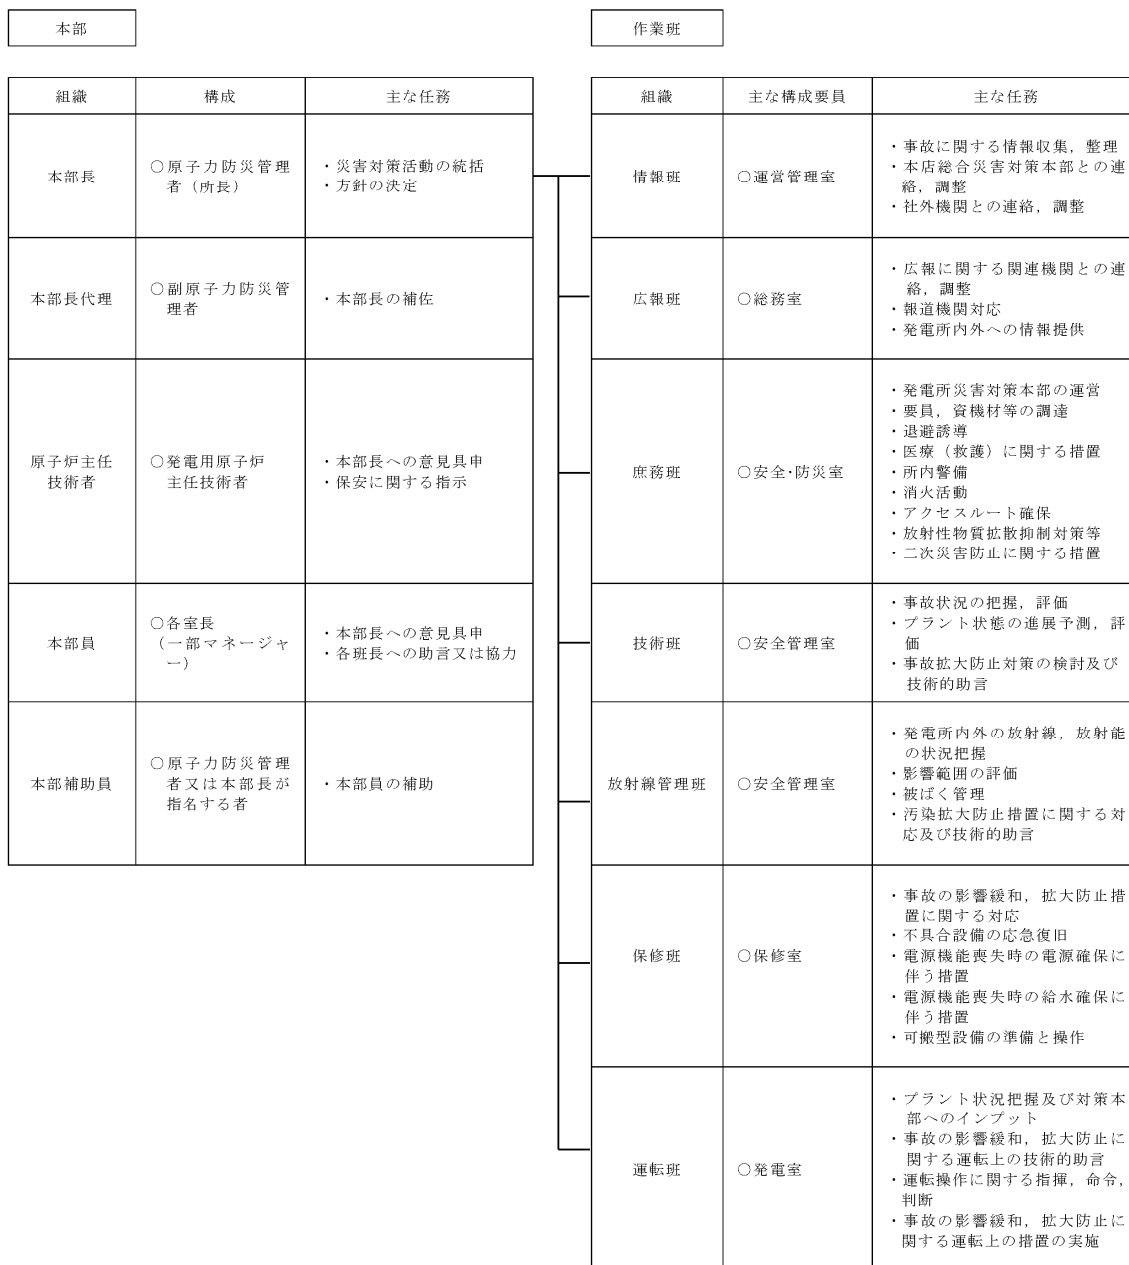 本部
組織
構成
主な任務
本部長
○原子力防災管理
者（所長）
・災害対策活動の統括
・方針の決定
本部長代理
○副原子力防災管
理者
・本部長の補佐
原子炉主任
技術者
○発電用原子炉
主任技術者
・本部長への意見具申
・保安に関する指示
本部員
○各室長
（一部マネージャ
ー）
・本部長への意見具申
・各班長への助言又は協力
本部補助員
○原子力防災管理
者又は本部長が
指名する者
・本部員の補助
作業班
組織
主な構成要員
主な任務
情報班
○運営管理室
・事故に関する情報収集，整理
・本店総合災害対策本部との連
絡，調整
・社外機関との連絡，調整
広報班
○総務室
・広報に関する関連機関との連
絡，調整
・報道機関対応
・発電所内外への情報提供
庶務班
○安全･防災室
・発電所災害対策本部の運営
・要員，資機材等の調達
・退避誘導
・医療（救護）に関する措置
・所内警備
・消火活動
・アクセスルート確保
・放射性物質拡散抑制対策等
・二次災害防止に関する措置
技術班
○安全管理室
・事故状況の把握，評価
・プラント状態の進展予測，評
価
・事故拡大防止対策の検討及び
技術的助言
放射線管理班
○安全管理室
・発電所内外の放射線，放射能
の状況把握
・影響範囲の評価
・被ばく管理
・汚染拡大防止措置に関する対
応及び技術的助言
保修班
○保修室
・事故の影響緩和，拡大防止措
置に関する対応
・不具合設備の応急復旧
・電源機能喪失時の電源確保に
伴う措置
・電源機能喪失時の給水確保に
伴う措置
・可搬型設備の準備と操作
運転班
○発電室
・プラント状況把握及び対策本
部へのインプット
・事故の影響緩和，拡大防止に
関する運転上の技術的助言
・運転操作に関する指揮，命令，
判断
・事故の影響緩和，拡大防止に
関する運転上の措置の実施